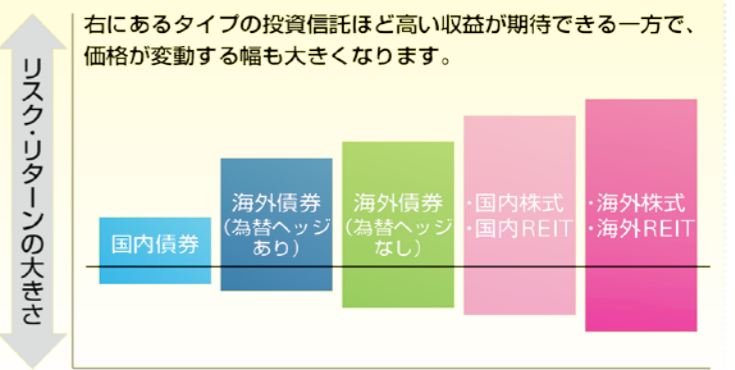 右にあるタイプの投資信託ほど高い収益が期待できる一方で、
価格が変動する幅も大きくなります。
リスク・リターンの大きさ
国内債券
海外債券
(為替ヘッジ
あり)
海外債券
(為替ヘッジ
なし)
・国内株式
・国内REIT
・海外株式
・海外REIT